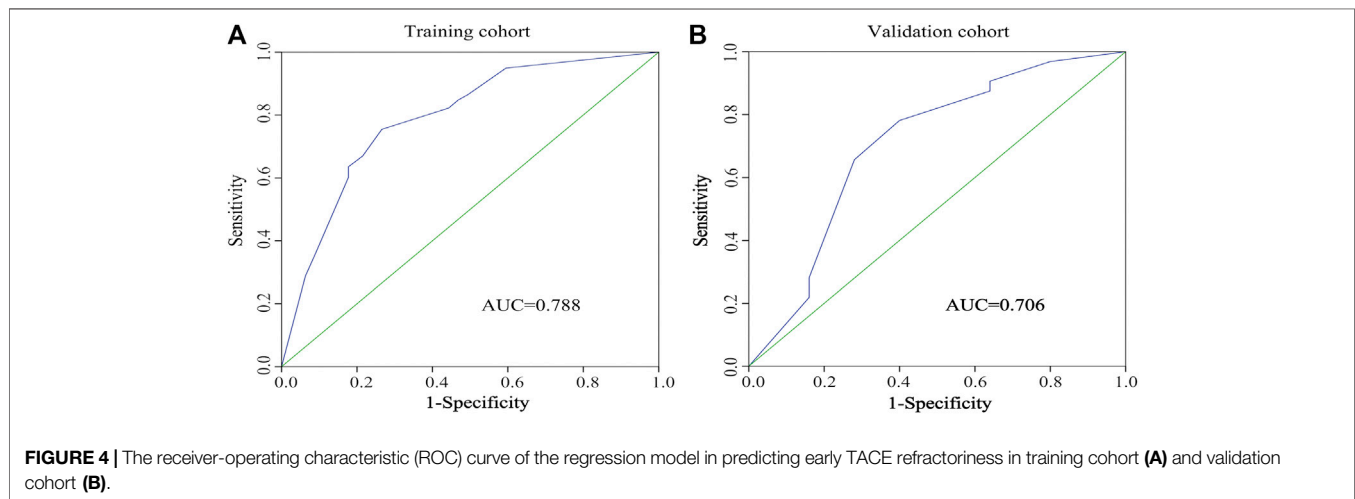 A
Training cohort
1.0
0.8
0.6
0.4
0.2
0.0
Sensitivity
AUC=0.788
0.0 0.2 0.4 0.6 0.8 1.0
1-Specificity
B
Validation cohort
1.0
0.8
0.6
0.4
0.2
0.0
Sensitivity
AUC=0.706
0.0 0.2 0.4 0.6 0.8 1.0
1-Specificity
FIGURE 4 | The receiver-operating characteristic (ROC) curve of the regression model in predicting early TACE refractoriness in training cohort (A) and validation
cohort (B).